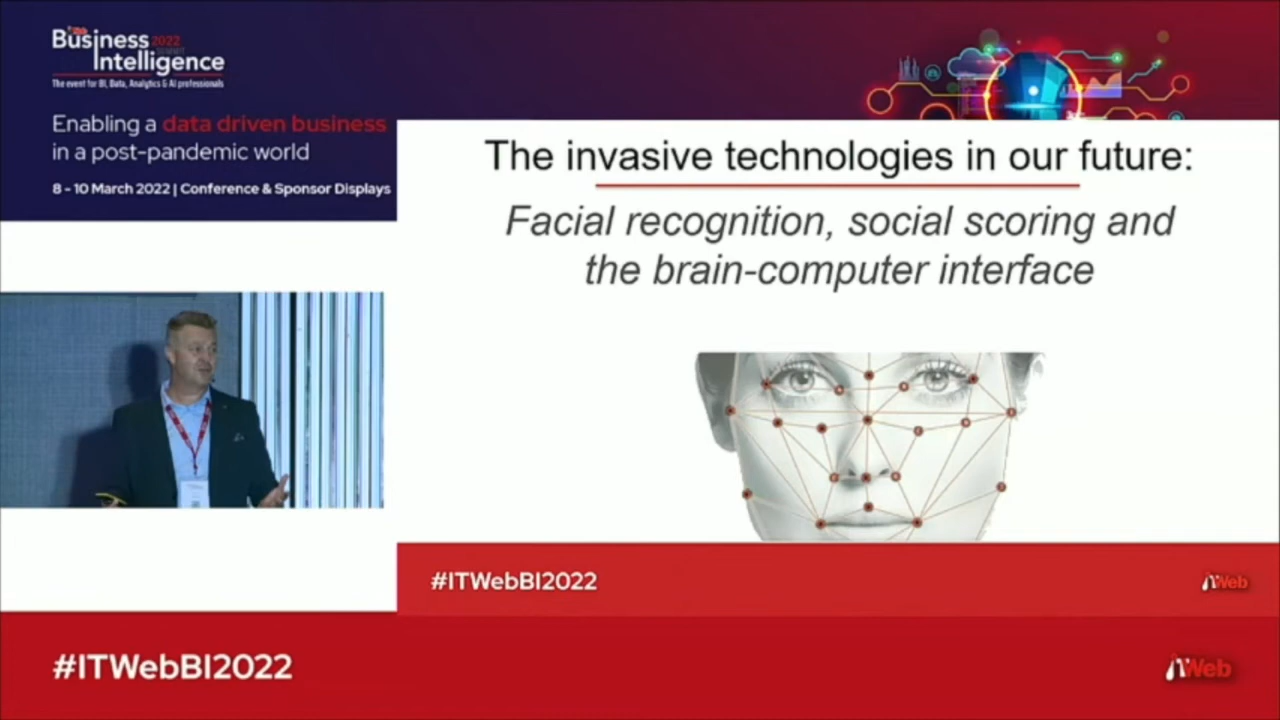 Business 2022
Intelligence
The event for BI, Data, Analytics & AI professionals
Enabling a data driven business
in a post-pandemic world
8 - 10 March 2022 | Conference & Sponsor Displays
The invasive technologies in our future:
Facial recognition, social scoring and
the brain-computer interface
#ITWebBI2022
ITWeb
#ITWebBI2022
ITWeb